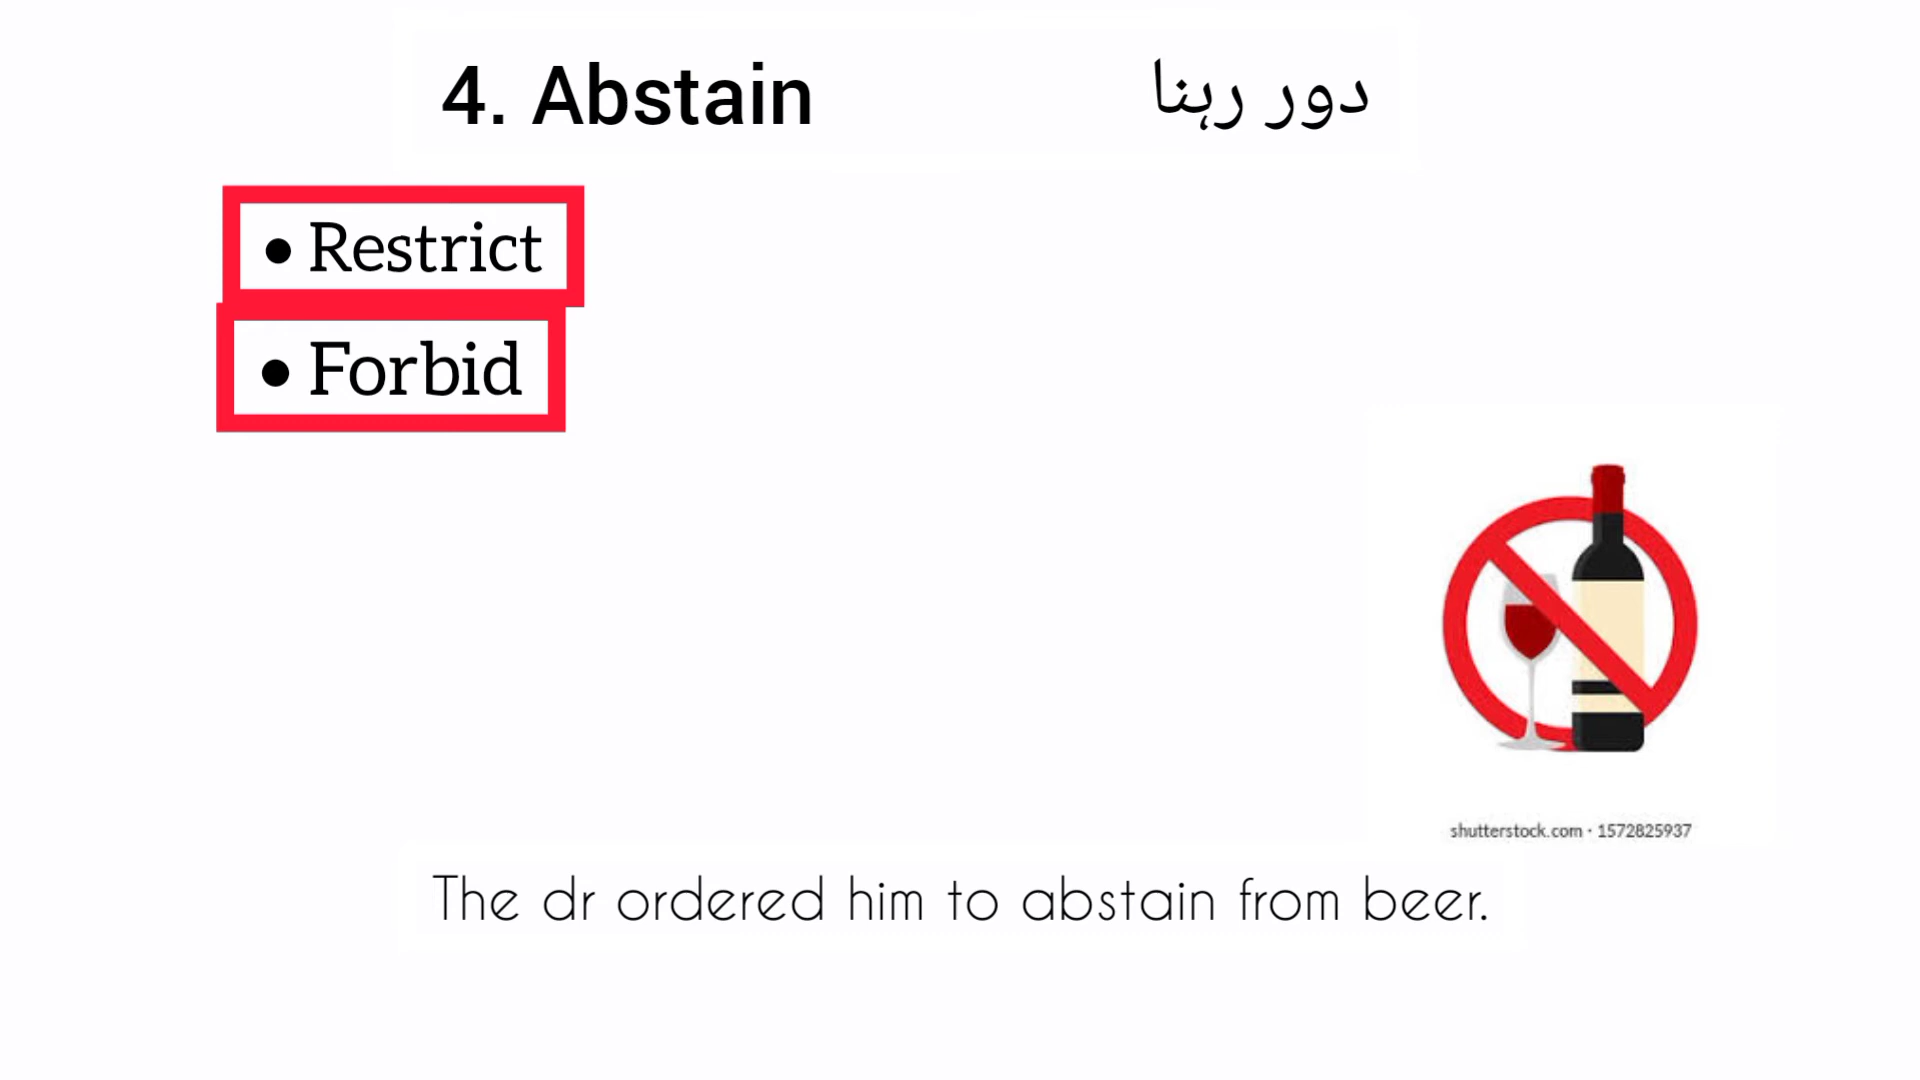 4. Abstain دور رہنا
• Restrict
• Forbid
shutterstock.com · 1572825937
The dr ordered him to abstain from beer.